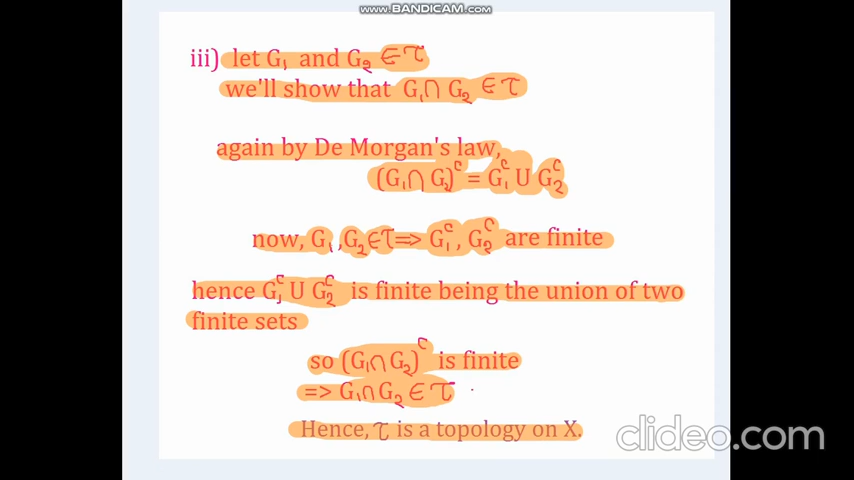 www.BANDICAM.com
iii) let G₁ and G₂ ∈ τ
we'll show that G₁∩ G₂ ∈ τ
again by De Morgan's law,
(G₁∩ G₂)ᶜ = G₁ᶜ U G₂ᶜ
now, G₁ , G₂∈τ=> G₁ᶜ, G₂ᶜ are finite
hence G₁ᶜ U G₂ᶜ is finite being the union of two
finite sets
so (G₁∩ G₂)ᶜ is finite
=> G₁∩ G₂ ∈ τ
Hence, τ is a topology on X.
clideo.com